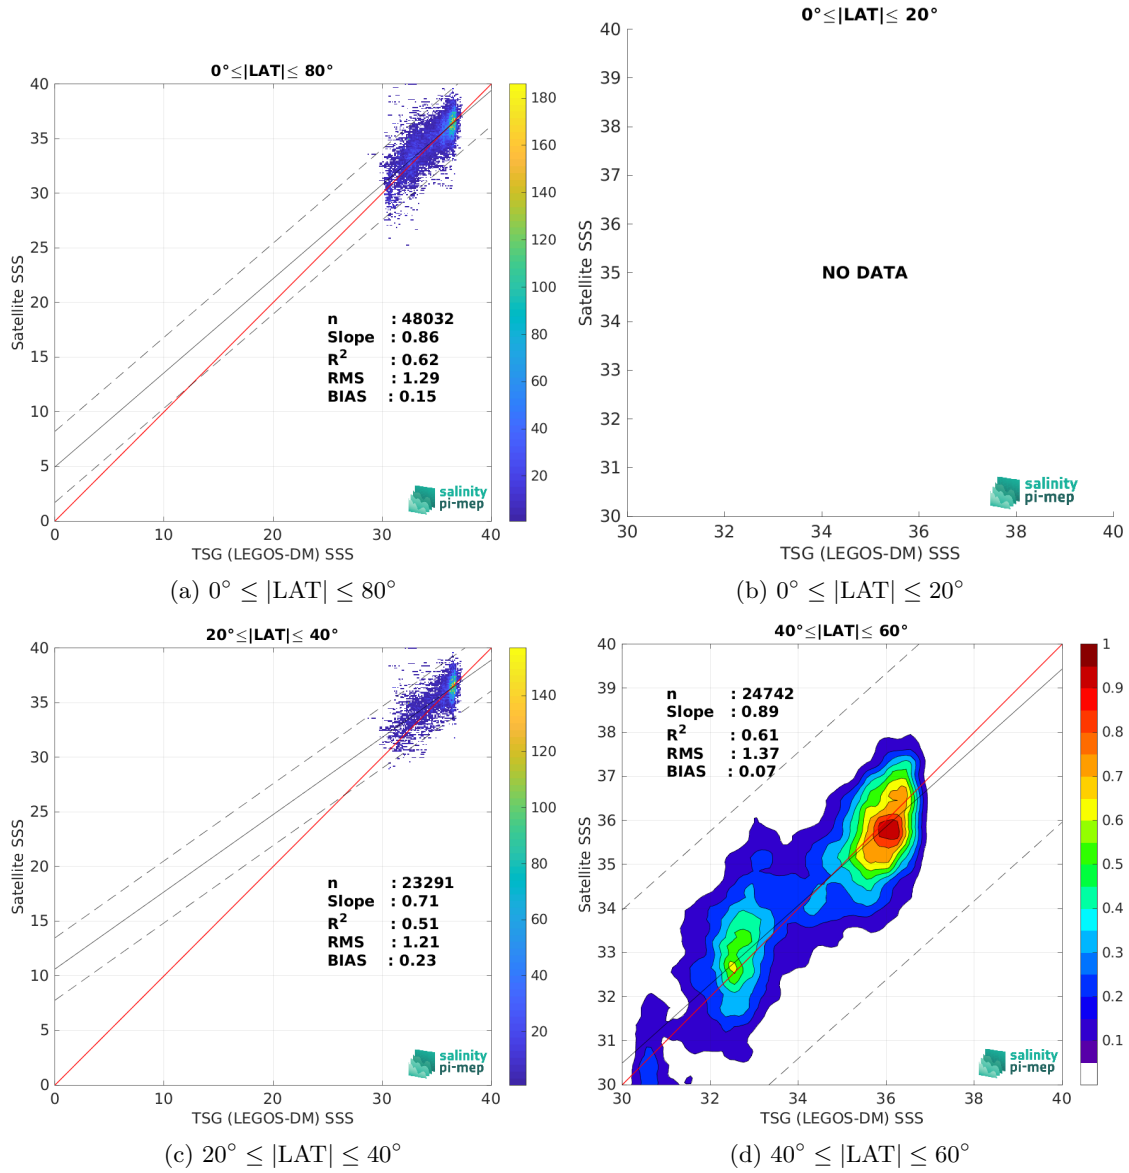 0°≤|LAT|≤ 80°
40
35
30
25
20
15
10
5
0
Satellite SSS
n : 48032
Slope : 0.86
R² : 0.62
RMS : 1.29
BIAS : 0.15
salinity
pi-mep
0 10 20 30 40
TSG (LEGOS-DM) SSS
180
160
140
120
100
80
60
40
20
(a) 0° ≤ |LAT| ≤ 80°
0°≤|LAT|≤ 20°
40
39
38
37
36
35
34
33
32
31
30
Satellite SSS
NO DATA
salinity
pi-mep
30 32 34 36 38 40
TSG (LEGOS-DM) SSS
(b) 0° ≤ |LAT| ≤ 20°
20°≤|LAT|≤ 40°
40
35
30
25
20
15
10
5
0
Satellite SSS
n : 23291
Slope : 0.71
R² : 0.51
RMS : 1.21
BIAS : 0.23
salinity
pi-mep
0 10 20 30 40
TSG (LEGOS-DM) SSS
140
120
100
80
60
40
20
(c) 20° ≤ |LAT| ≤ 40°
40°≤|LAT|≤ 60°
40
39
38
37
36
35
34
33
32
31
30
Satellite SSS
n : 24742
Slope : 0.89
R² : 0.61
RMS : 1.37
BIAS : 0.07
salinity
pi-mep
30 32 34 36 38 40
TSG (LEGOS-DM) SSS
1
0.9
0.8
0.7
0.6
0.5
0.4
0.3
0.2
0.1
(d) 40° ≤ |LAT| ≤ 60°